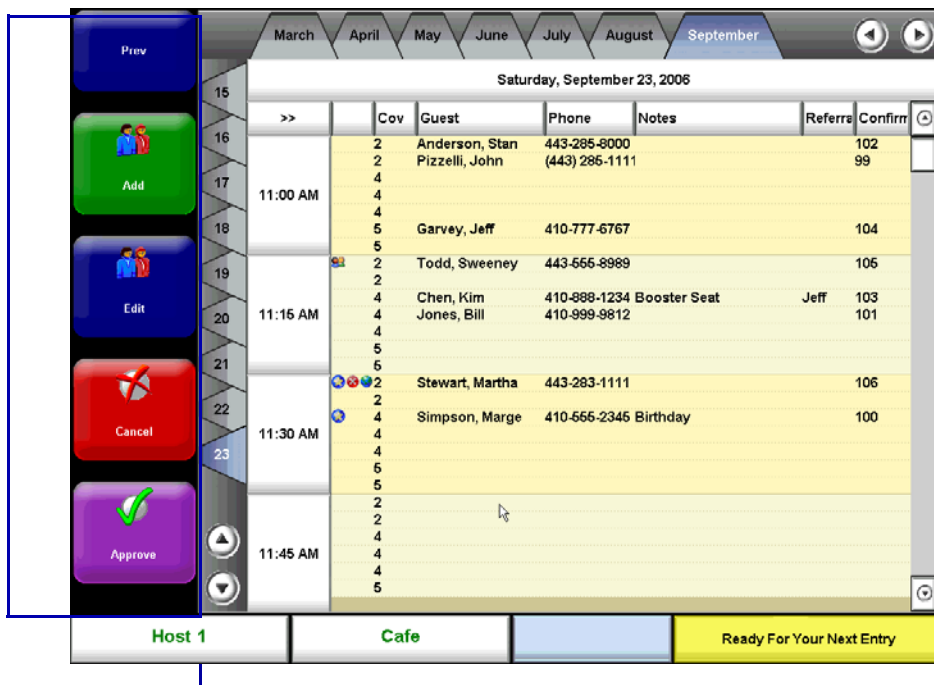 Prev
Add
Edit
Cancel
Approve
March April May June July August September
Saturday, September 23, 2006
15
16
17
18
19
20
21
22
23
>> Cov Guest Phone Notes Referra Confirm
11:00 AM
2 Anderson, Stan 443-285-8000 102
2 Pizzelli, John (443) 285-1111 99
4
4
4
5 Garvey, Jeff 410-777-6767 104
5
11:15 AM
2 Todd, Sweeney 443-555-8989 105
2
4 Chen, Kim 410-888-1234 Booster Seat Jeff 103
4 Jones, Bill 410-999-9812 101
4
5
5
11:30 AM
2 Stewart, Martha 443-283-1111 106
2
4 Simpson, Marge 410-555-2345 Birthday 100
4
4
5
5
11:45 AM
2
2
4
4
4
5
Host 1 Cafe Ready For Your Next Entry